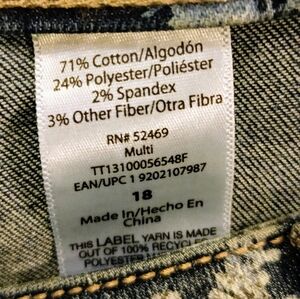 71% Cotton/Algodón
24% Polyester/Poliéster
2% Spandex
3% Other Fiber/Otra Fibra
RN# 52469
Multi
TT13100056548F
EAN/UPC 1 9202107987
18
Made In/Hecho En
China
THIS LABEL YARN IS MADE
OUT OF 100% RECYCLED
POLYESTER